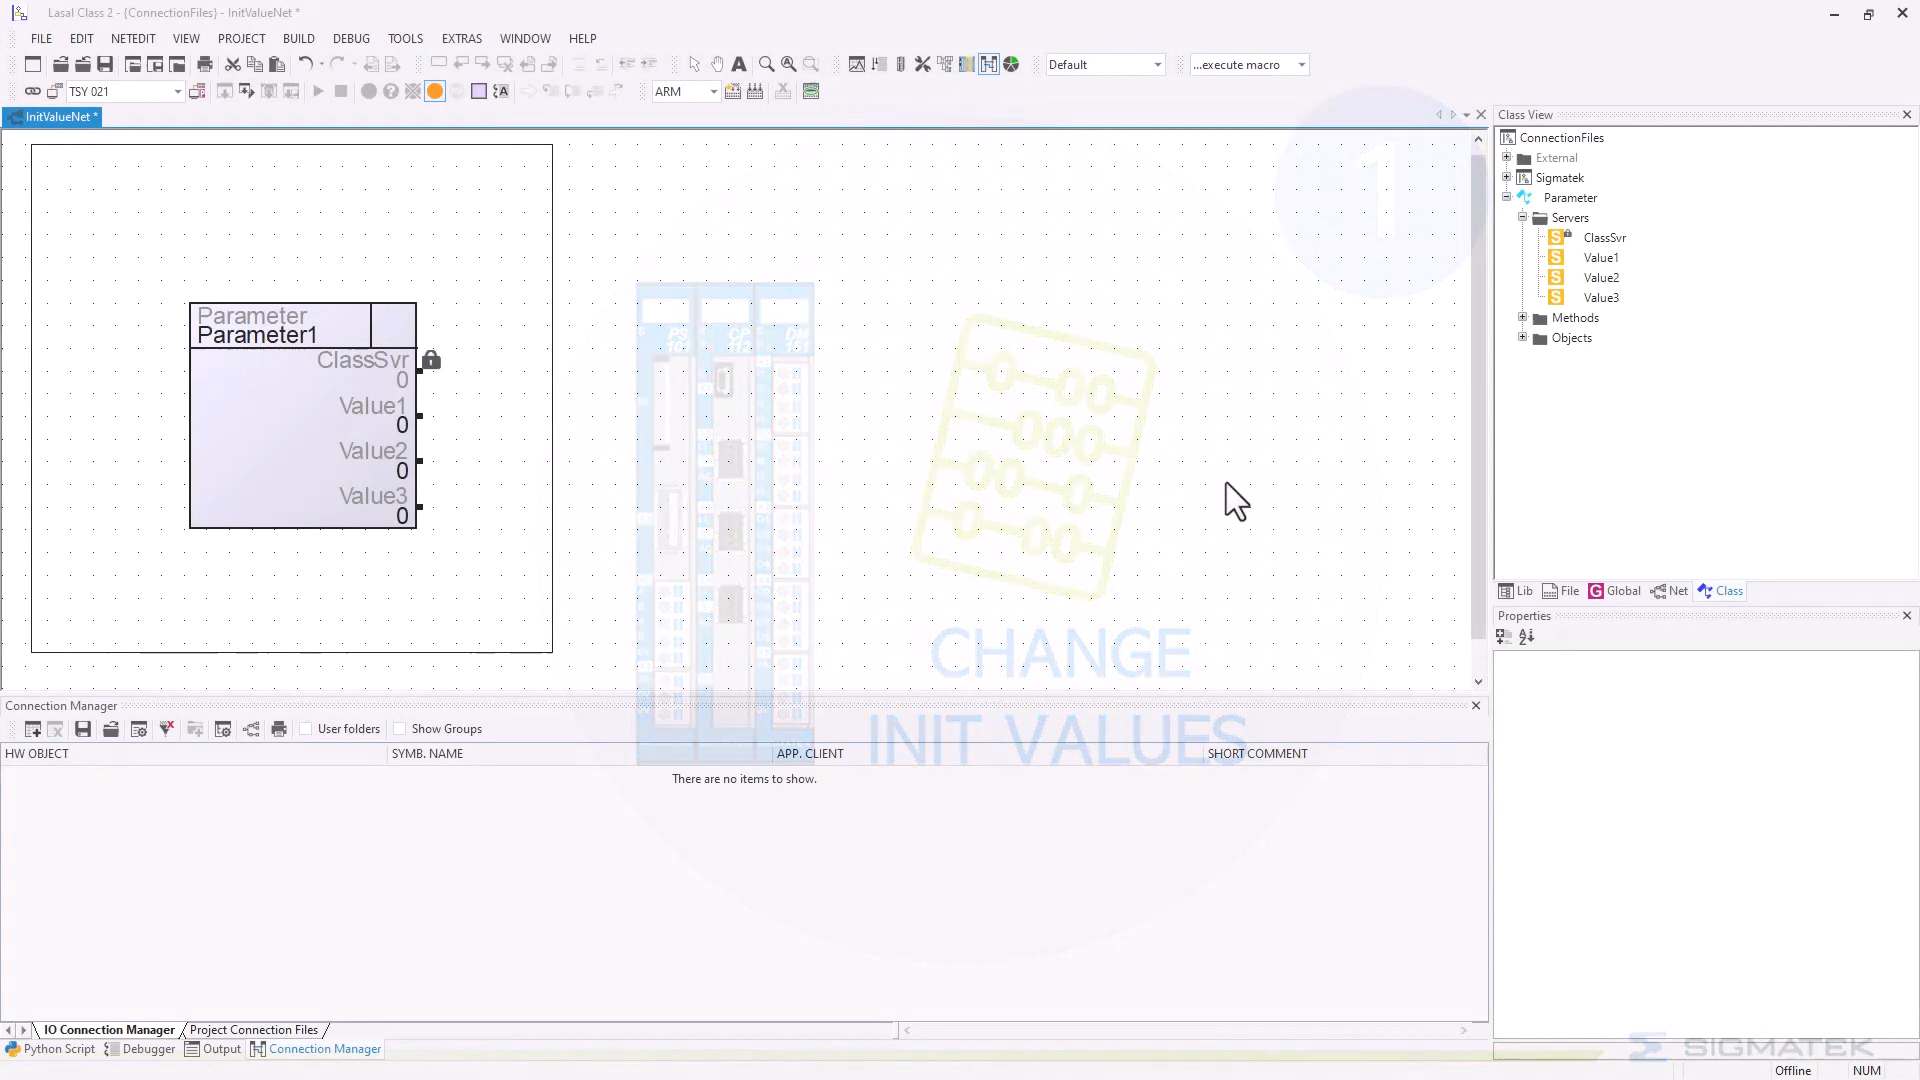 Lasal Class 2 - {ConnectionFiles} - InitValueNet *
FILE EDIT NETEDIT VIEW PROJECT BUILD DEBUG TOOLS EXTRAS WINDOW HELP
Default
...execute macro
TSY 021
ARM
InitValueNet *
Class View
ConnectionFiles
External
Sigmatek
Parameter
Servers
ClassSvr
Value1
Value2
Value3
Methods
Objects
1
Parameter
Parameter1
ClassSvr
0
Value1
0
Value2
0
Value3
0
CHANGE
INIT VALUES
Lib File Global Net Class
Properties
Connection Manager
User folders Show Groups
HW OBJECT SYMB. NAME APP. CLIENT SHORT COMMENT
There are no items to show.
IO Connection Manager Project Connection Files
Python Script Debugger Output Connection Manager
SIGMATEK
Offline NUM